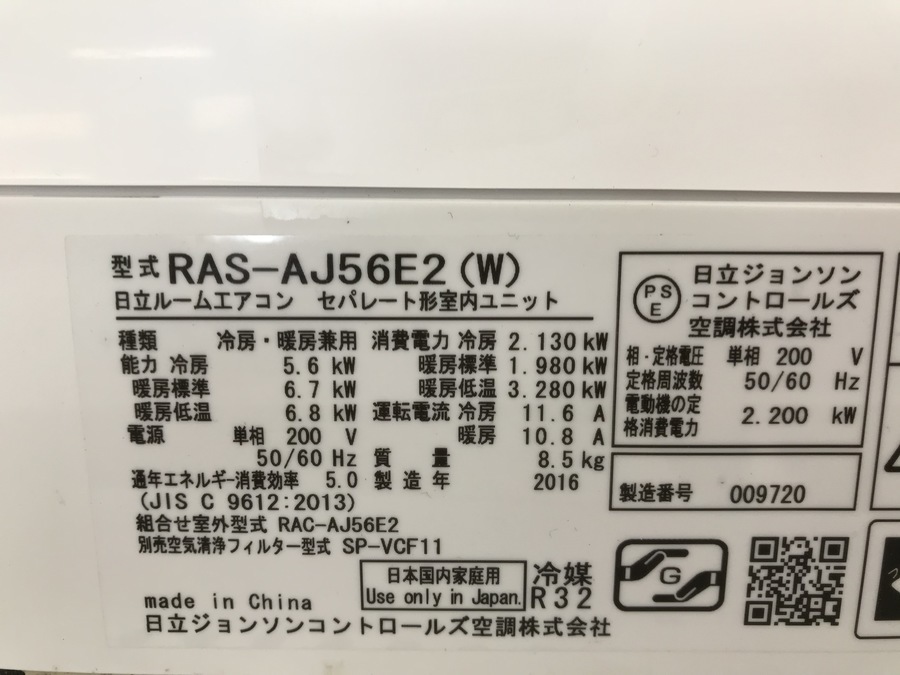 型式 RAS-AJ56E2(W)
日立ルームエアコン セパレート形室内ユニット
種類 冷房・暖房兼用
能力 冷房 5.6 kW
暖房標準 6.7 kW
暖房低温 6.8 kW
電源 単相 200 V
50/60 Hz
通年エネルギー消費効率 5.0
(JIS C 9612:2013)
消費電力 冷房 2.130 kW
暖房標準 1.980 kW
暖房低温 3.280 kW
運転電流 冷房 11.6 A
暖房 10.8 A
質量 8.5 kg
製造年 2016
組合せ室外型式 RAC-AJ56E2
別売空気清浄フィルター型式 SP-VCF11
日本国内家庭用
Use only in Japan.
冷媒
R32
made in China
日立ジョンソンコントロールズ空調株式会社
PS
E
日立ジョンソン
コントロールズ
空調株式会社
相・定格電圧 単相 200 V
定格周波数 50/60 Hz
電動機の定
格消費電力 2.200 kW
製造番号 009720
G